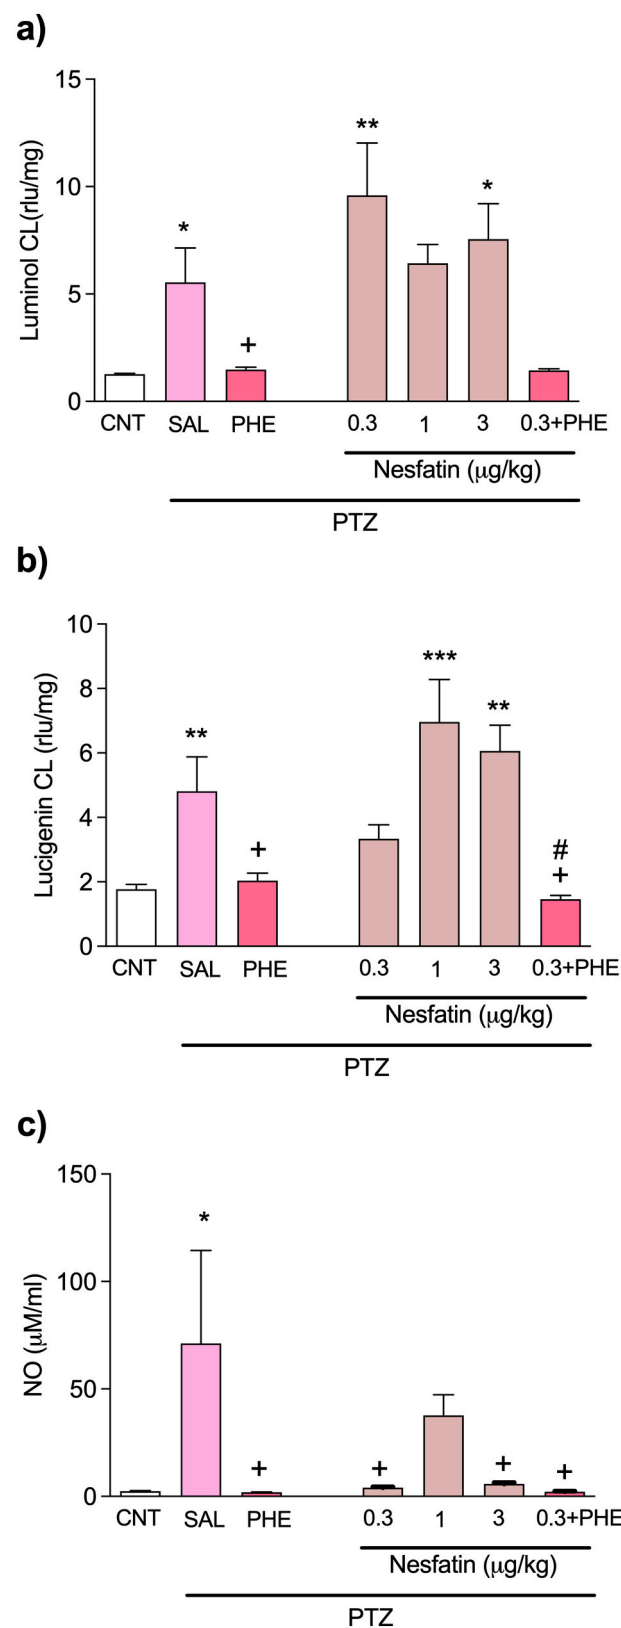 a)
Luminol CL(rlu/mg)
15
10
5
0
*
+
**
*
CNT SAL PHE 0.3 1 3 0.3+PHE
Nesfatin (μg/kg)
PTZ
b)
Lucigenin CL (rlu/mg)
10
8
6
4
2
0
**
+
***
**
#
+
CNT SAL PHE 0.3 1 3 0.3+PHE
Nesfatin (μg/kg)
PTZ
c)
NO (μM/ml)
150
100
50
0
*
+
+
+
+
CNT SAL PHE 0.3 1 3 0.3+PHE
Nesfatin (μg/kg)
PTZ